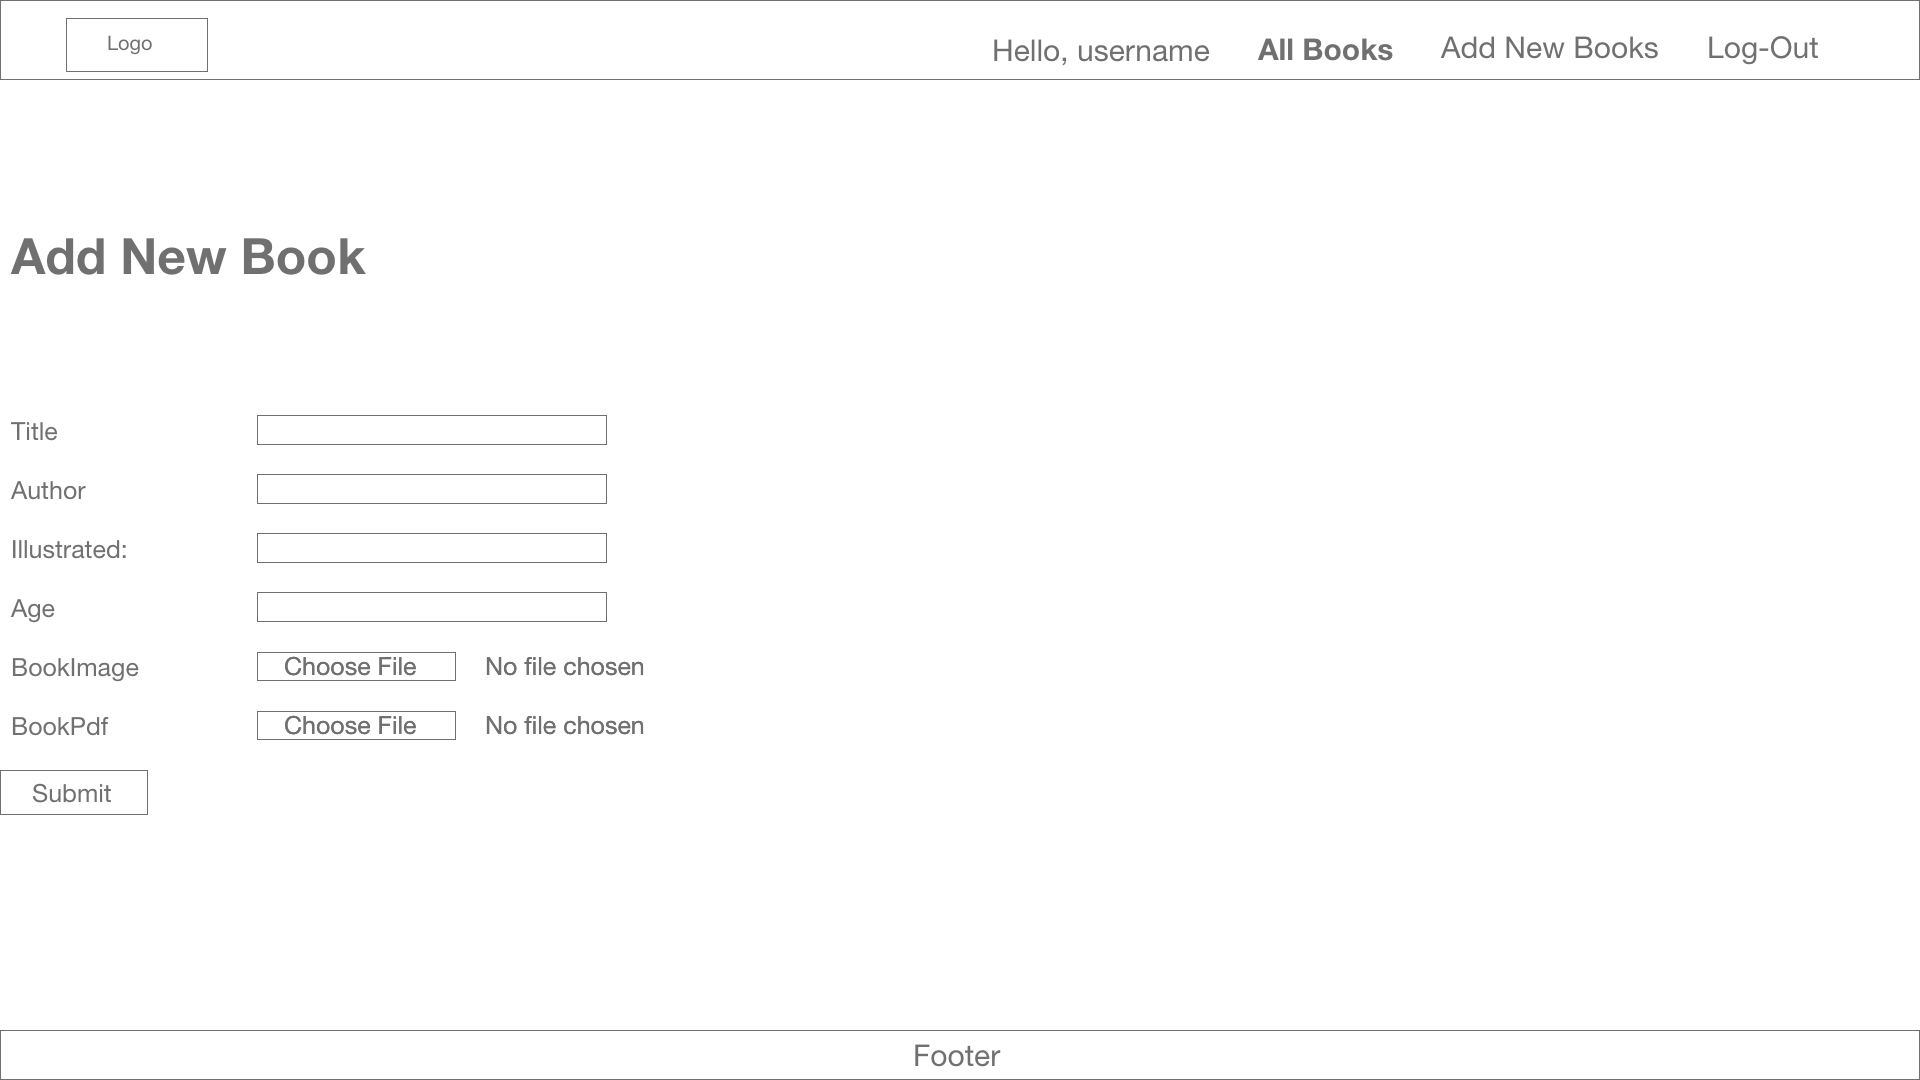 Logo
Hello, username All Books Add New Books Log-Out
Add New Book
Title
Author
Illustrated:
Age
BookImage Choose File No file chosen
BookPdf Choose File No file chosen
Submit
Footer